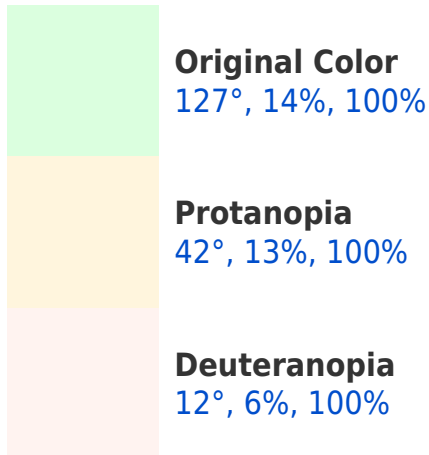 Original Color
127°, 14%, 100%
Protanopia
42°, 13%, 100%
Deuteranopia
12°, 6%, 100%